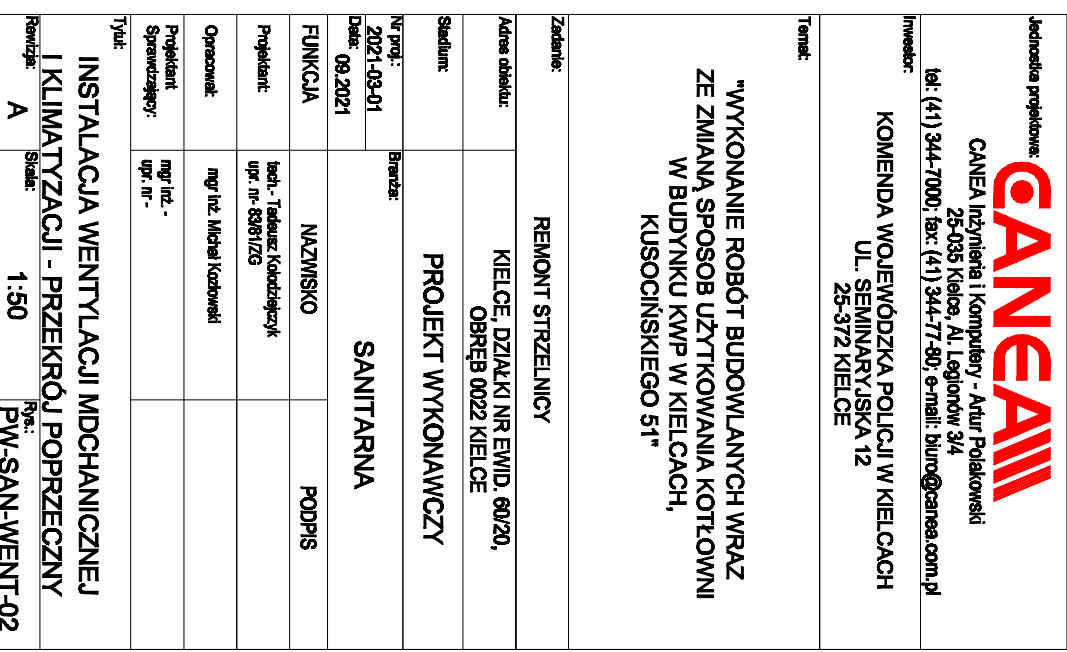 Jednostka projektowa:
CANEA
CANEA Inżynieria i Komputery - Artur Polakowski
25-035 Kielce, Al. Legionów 3/4
tel: (41) 344-7000; fax: (41) 344-77-80; e-mail: biuro@canea.com.pl
Inwestor:
KOMENDA WOJEWÓDZKA POLICJI W KIELCACH
UL. SEMINARYJSKA 12
25-372 KIELCE
Temat:
"WYKONANIE ROBÓT BUDOWLANYCH WRAZ
ZE ZMIANĄ SPOSOB UŻYTKOWANIA KOTŁOWNI
W BUDYNKU KWP W KIELCACH,
KUSOCIŃSKIEGO 51"
Zadanie:
REMONT STRZELNICY
Adres obiektu:
KIELCE, DZIAŁKI NR EWID. 60/20,
OBRĘB 0022 KIELCE
Stadium:
PROJEKT WYKONAWCZY
Nr proj.:
2021-03-01
Data:
09.2021
Branża:
SANITARNA
FUNKCJA NAZWISKO PODPIS
Projektant:
tech.- Tadeusz Kołodziejczyk
upr. nr- 83/81/ZG
Opracował:
mgr inż. Michał Kozłowski
Projektant
Sprawdzający:
mgr inż. -
upr. nr -
Tytuł:
INSTALACJA WENTYLACJI MDCHANICZNEJ
I KLIMATYZACJI - PRZEKRÓJ POPRZECZNY
Rewizja:
A
Skala:
1:50
Rys.:
PW-SAN-WENT-02